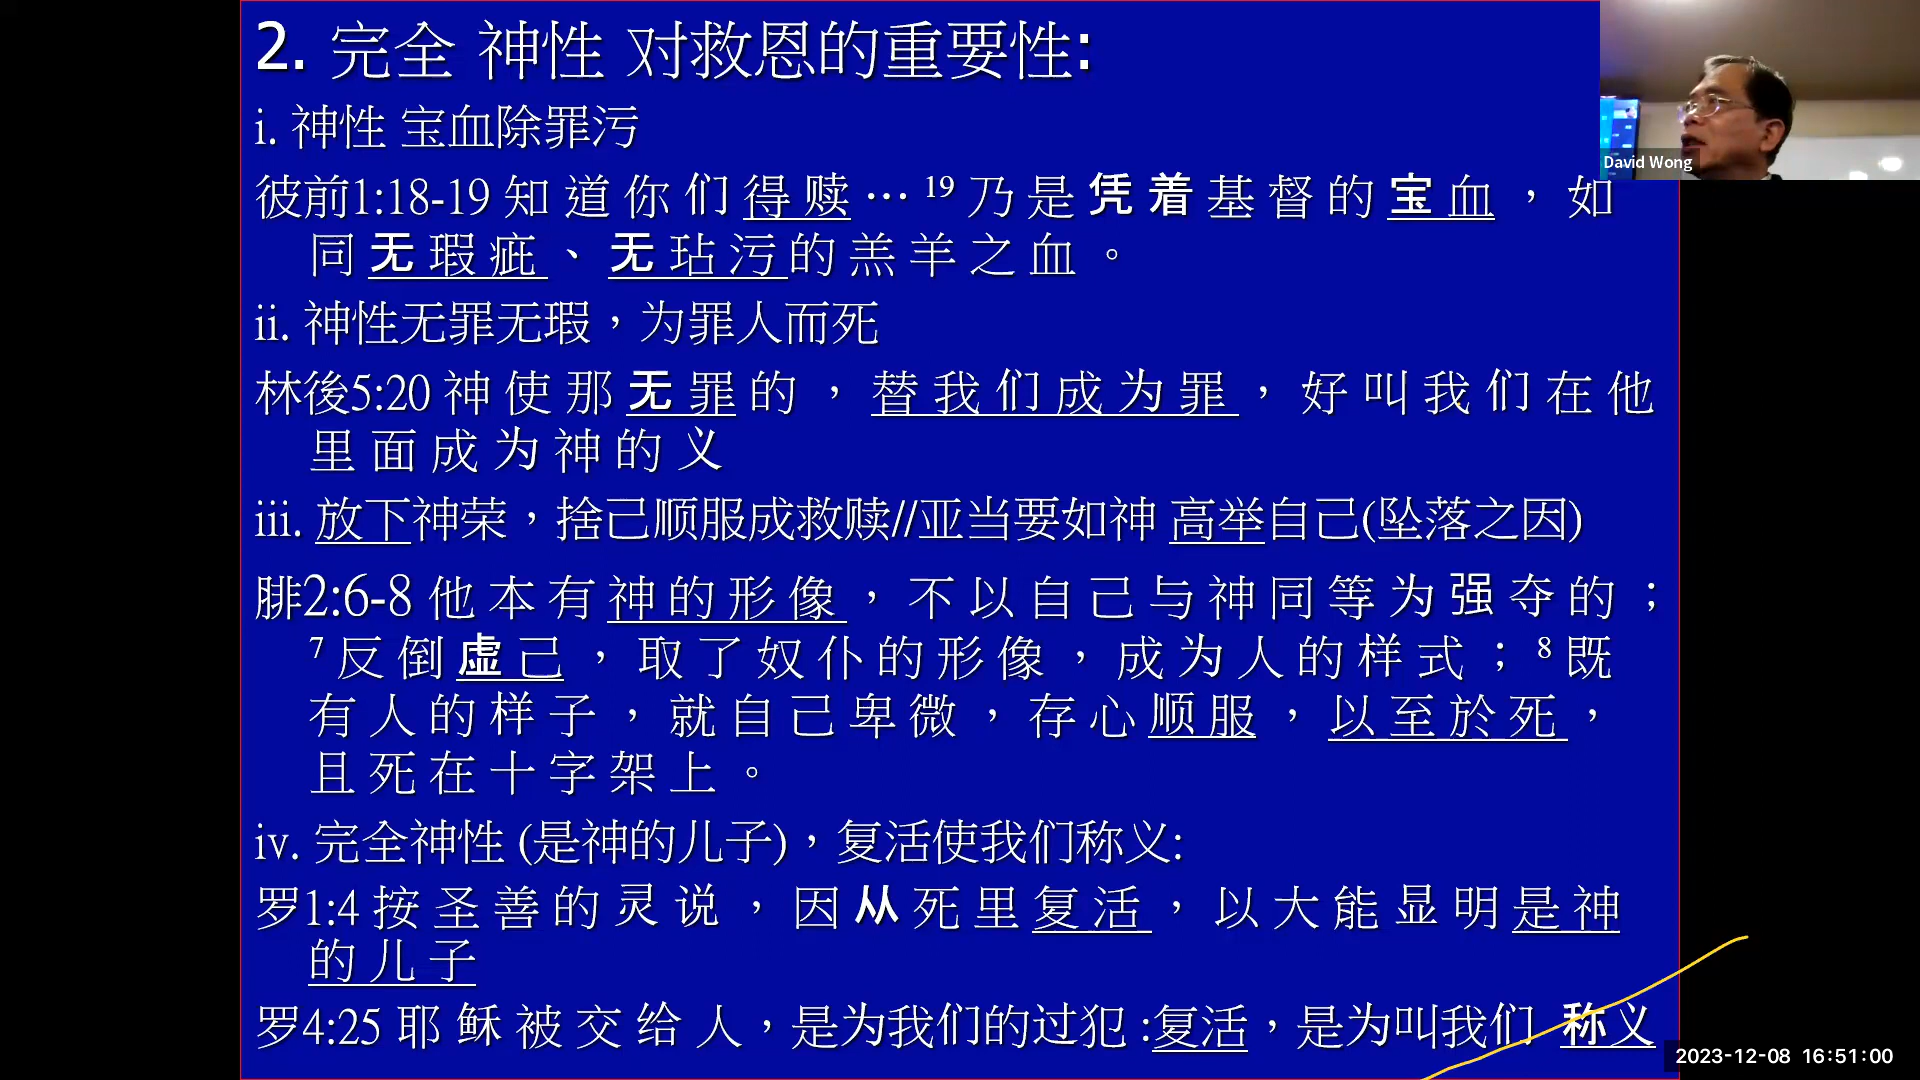 2. 完全 神性 对救恩的重要性:
i. 神性 宝血除罪污
彼前1:18-19 知 道 你 们 得 赎 … 19 乃 是 凭 着 基 督 的 宝 血 ， 如
同 无 瑕 疵 、 无 玷 污 的 羔 羊 之 血 。
ii. 神性无罪无瑕，为罪人而死
林後5:20 神 使 那 无 罪 的 ， 替 我 们 成 为 罪 ， 好 叫 我 们 在 他
里 面 成 为 神 的 义
iii. 放下神荣，捨己顺服成救赎//亚当要如神 高举自己(坠落之因)
腓2:6-8 他 本 有 神 的 形 像 ， 不 以 自 己 与 神 同 等 为 强 夺 的 ；
7 反 倒 虚 己 ， 取 了 奴 仆 的 形 像 ， 成 为 人 的 样 式 ； 8 既
有 人 的 样 子 ， 就 自 己 卑 微 ， 存 心 顺 服 ， 以 至 於 死 ，
且 死 在 十 字 架 上 。
iv. 完全神性 (是神的儿子)，复活使我们称义:
罗1:4 按 圣 善 的 灵 说 ， 因 从 死 里 复 活 ， 以 大 能 显 明 是 神
的 儿 子
罗4:25 耶 稣 被 交 给 人，是为我们的过犯 :复活，是为叫我们 称义
David Wong
2023-12-08 16:51:00